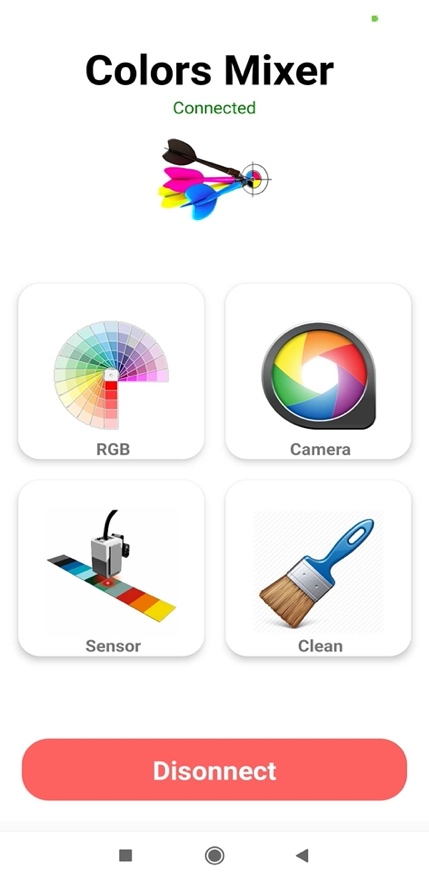 Colors Mixer
Connected
RGB
Camera
Sensor
Clean
Disonnect